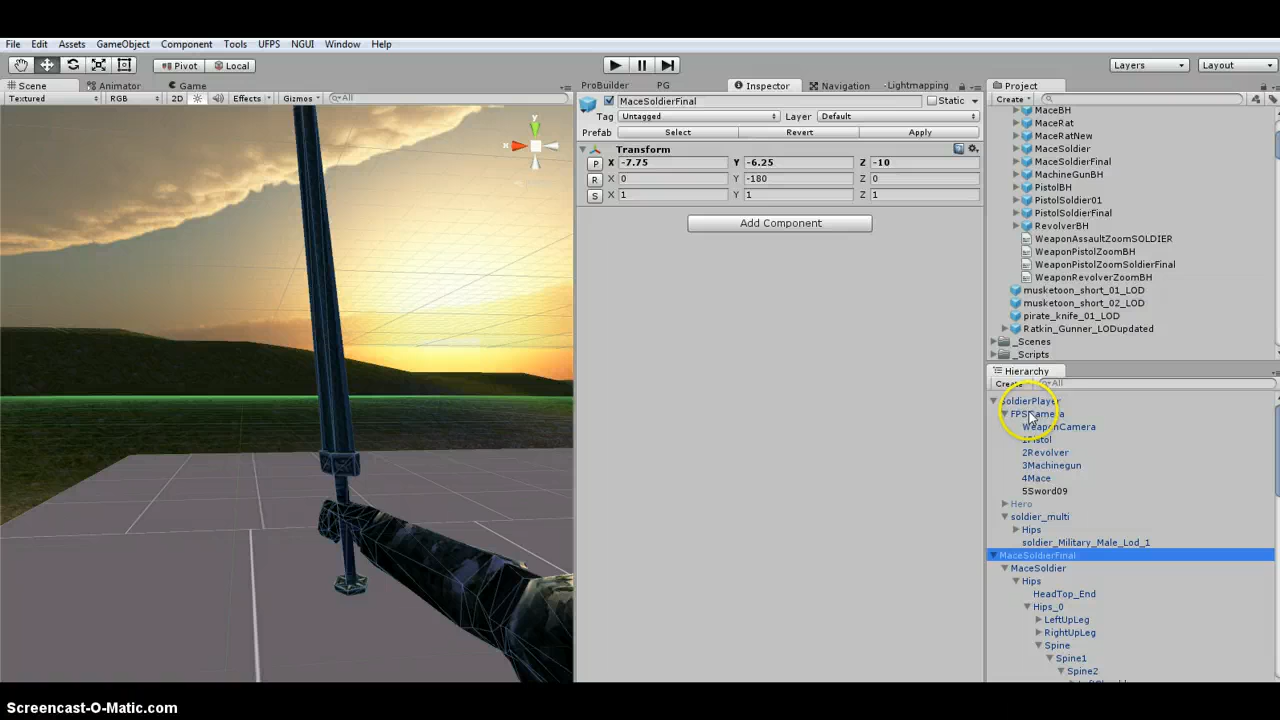 File Edit Assets GameObject Component Tools UFPS NGUI Window Help
Pivot Local Layers Layout
Scene Animator Game ProBuilder PG Inspector Navigation Lightmapping Project
Textured RGB 2D Effects Gizmos All
MaceSoldierFinal Static
Create
Tag Untagged Layer Default
Prefab Select Revert Apply
Transform
P X -7.75 Y -6.25 Z -10
R X 0 Y -180 Z 0
S X 1 Y 1 Z 1
Add Component
MaceBH
MaceRat
MaceRatNew
MaceSoldier
MaceSoldierFinal
MachineGunBH
PistolBH
PistolSoldier01
PistolSoldierFinal
RevolverBH
WeaponAssaultZoomSOLDIER
WeaponPistolZoomBH
WeaponPistolZoomSoldierFinal
WeaponRevolverZoomBH
musketoon_short_01_LOD
musketoon_short_02_LOD
pirate_knife_01_LOD
Ratkin_Gunner_LODupdated
_Scenes
_Scripts
Hierarchy
Create All
SoldierPlayer
FPSCamera
WeaponCamera
1Pistol
2Revolver
3Machinegun
4Mace
5Sword09
Hero
soldier_multi
Hips
soldier_Military_Male_Lod_1
MaceSoldierFinal
MaceSoldier
Hips
HeadTop_End
Hips_0
LeftUpLeg
RightUpLeg
Spine
Spine1
Spine2
y
x
Screencast-O-Matic.com